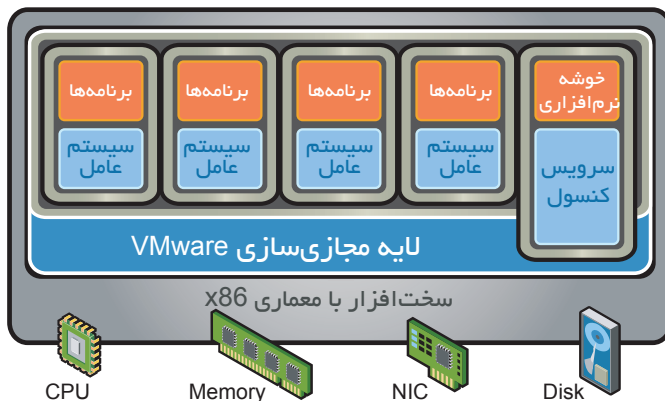 خوشه
نرم‌افزاری
سرویس
کنسول
برنامه‌ها
سیستم
عامل
برنامه‌ها
سیستم
عامل
برنامه‌ها
سیستم
عامل
برنامه‌ها
سیستم
عامل
لایه مجازی‌سازی VMware
سخت‌افزار با معماری x86
CPU
Memory
NIC
Disk